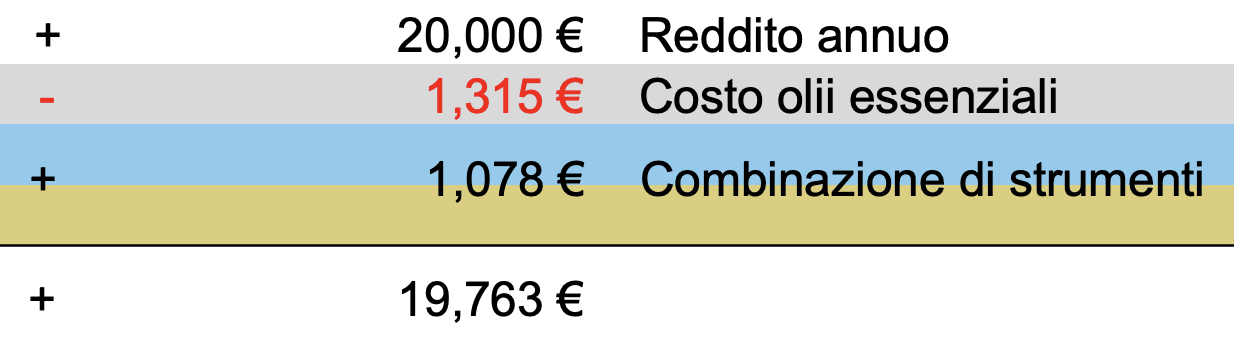 + 20,000 € Reddito annuo
- 1,315 € Costo olii essenziali
+ 1,078 € Combinazione di strumenti
+ 19,763 €